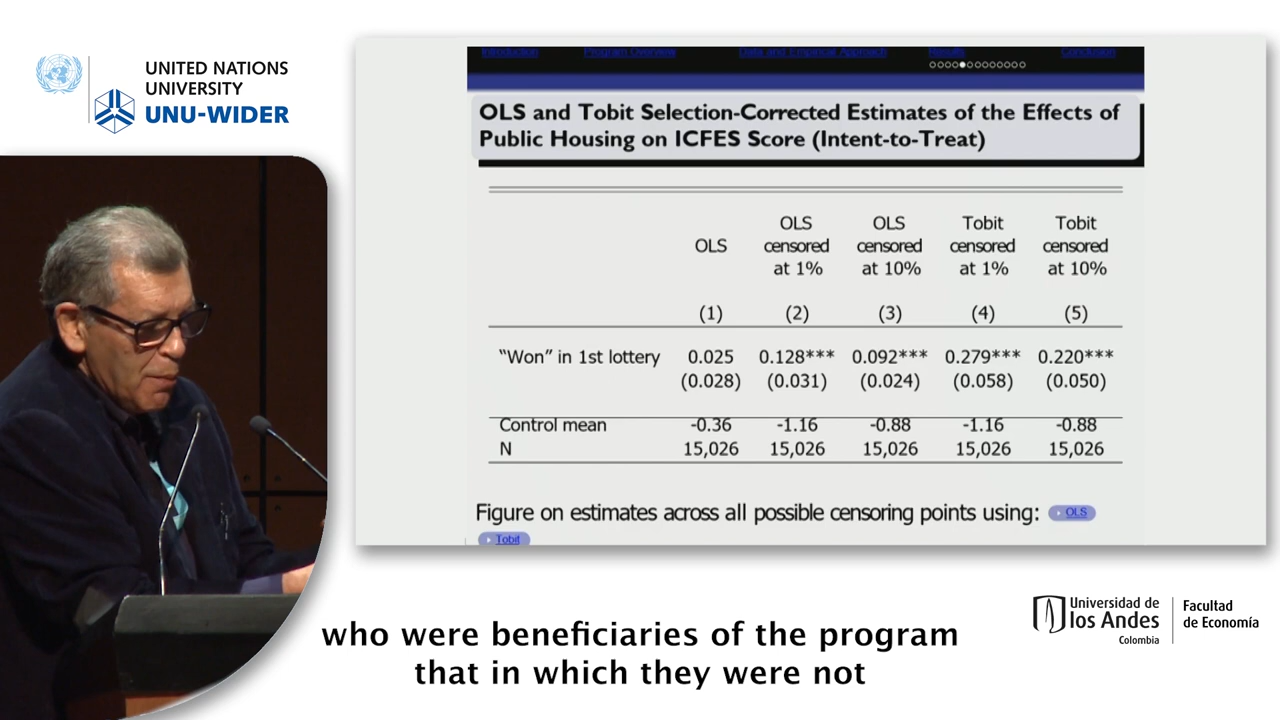 UNITED NATIONS
UNIVERSITY
UNU-WIDER
Introduction Program Overview Data and Empirical Approach Results Conclusion
OLS and Tobit Selection-Corrected Estimates of the Effects of
Public Housing on ICFES Score (Intent-to-Treat)
OLS OLS Tobit Tobit
OLS censored censored censored censored
at 1% at 10% at 1% at 10%
(1) (2) (3) (4) (5)
“Won” in 1st lottery 0.025 0.128*** 0.092*** 0.279*** 0.220***
(0.028) (0.031) (0.024) (0.058) (0.050)
Control mean -0.36 -1.16 -0.88 -1.16 -0.88
N 15,026 15,026 15,026 15,026 15,026
Figure on estimates across all possible censoring points using: OLS
Tobit
who were beneficiaries of the program
that in which they were not
Universidad de
los Andes
Colombia
Facultad
de Economía